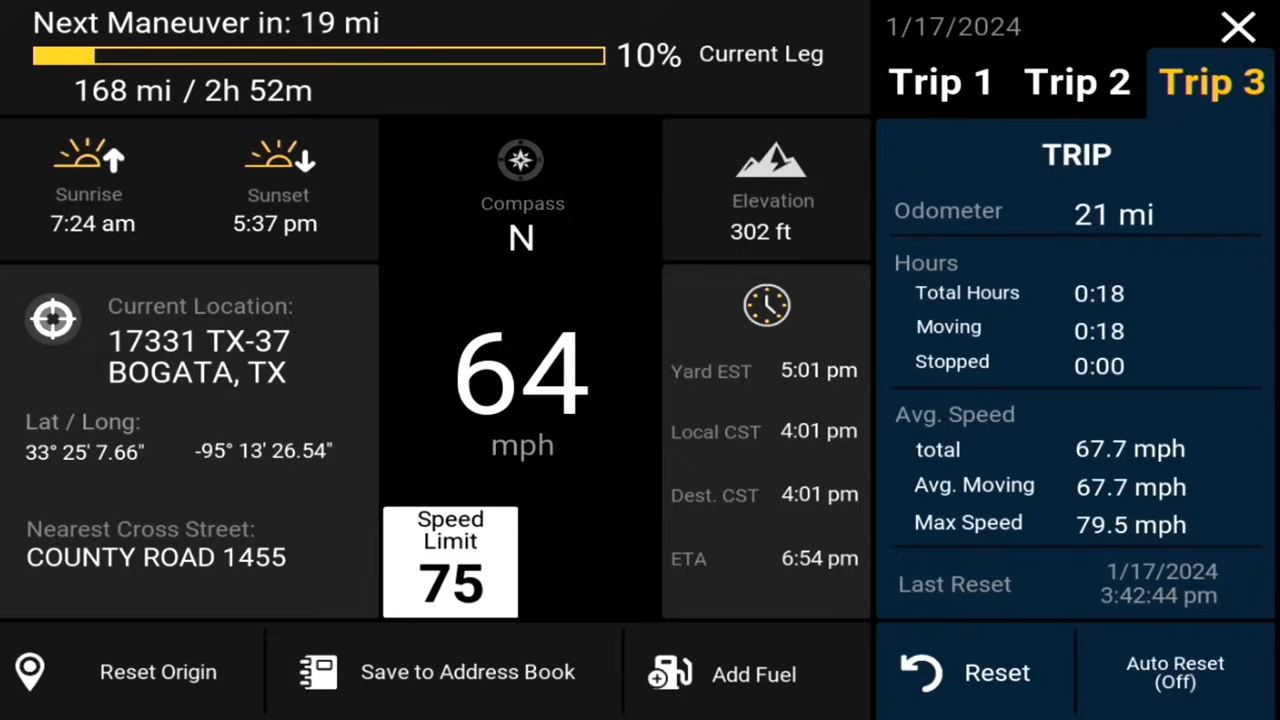 Next Maneuver in: 19 mi
10% Current Leg
168 mi / 2h 52m
1/17/2024
Trip 1 Trip 2 Trip 3
Sunrise
7:24 am
Sunset
5:37 pm
Compass
N
Elevation
302 ft
Current Location:
17331 TX-37
BOGATA, TX
Lat / Long:
33° 25' 7.66" -95° 13' 26.54"
Nearest Cross Street:
COUNTY ROAD 1455
64
mph
Speed
Limit
75
Yard EST 5:01 pm
Local CST 4:01 pm
Dest. CST 4:01 pm
ETA 6:54 pm
TRIP
Odometer 21 mi
Hours
Total Hours 0:18
Moving 0:18
Stopped 0:00
Avg. Speed
total 67.7 mph
Avg. Moving 67.7 mph
Max Speed 79.5 mph
Last Reset 1/17/2024
3:42:44 pm
Reset Origin
Save to Address Book
Add Fuel
Reset
Auto Reset
(Off)